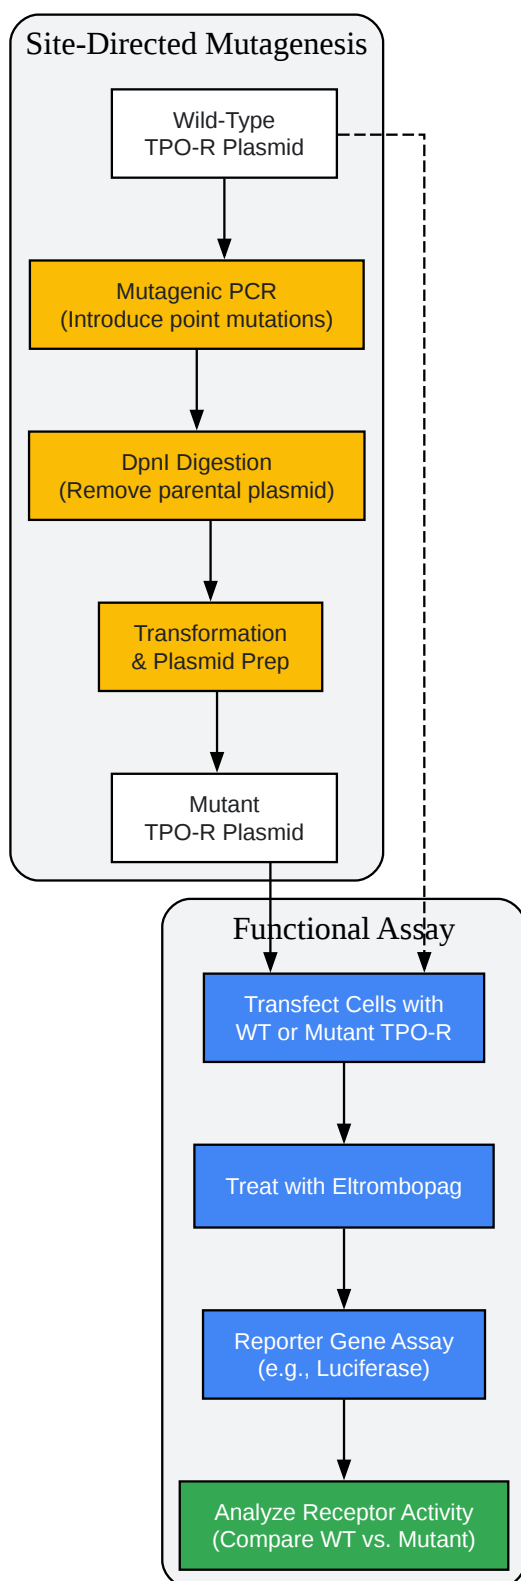 Site-Directed Mutagenesis
Wild-Type
TPO-R Plasmid
Mutagenic PCR
(Introduce point mutations)
DpnI Digestion
(Remove parental plasmid)
Transformation
& Plasmid Prep
Mutant
TPO-R Plasmid
Functional Assay
Transfect Cells with
WT or Mutant TPO-R
Treat with Eltrombopag
Reporter Gene Assay
(e.g., Luciferase)
Analyze Receptor Activity
(Compare WT vs. Mutant)